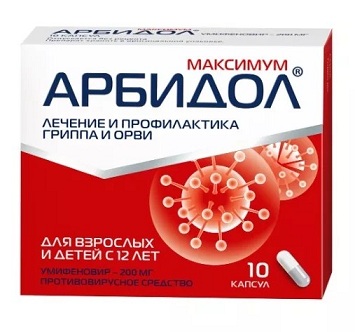 МАКСИМУМ
АРБИДОЛ®
ЛЕЧЕНИЕ И ПРОФИЛАКТИКА
ГРИППА И ОРВИ
ДЛЯ ВЗРОСЛЫХ
И ДЕТЕЙ С 12 ЛЕТ
УМИФЕНОВИР - 200 МГ
ПРОТИВОВИРУСНОЕ СРЕДСТВО
10
КАПСУЛ